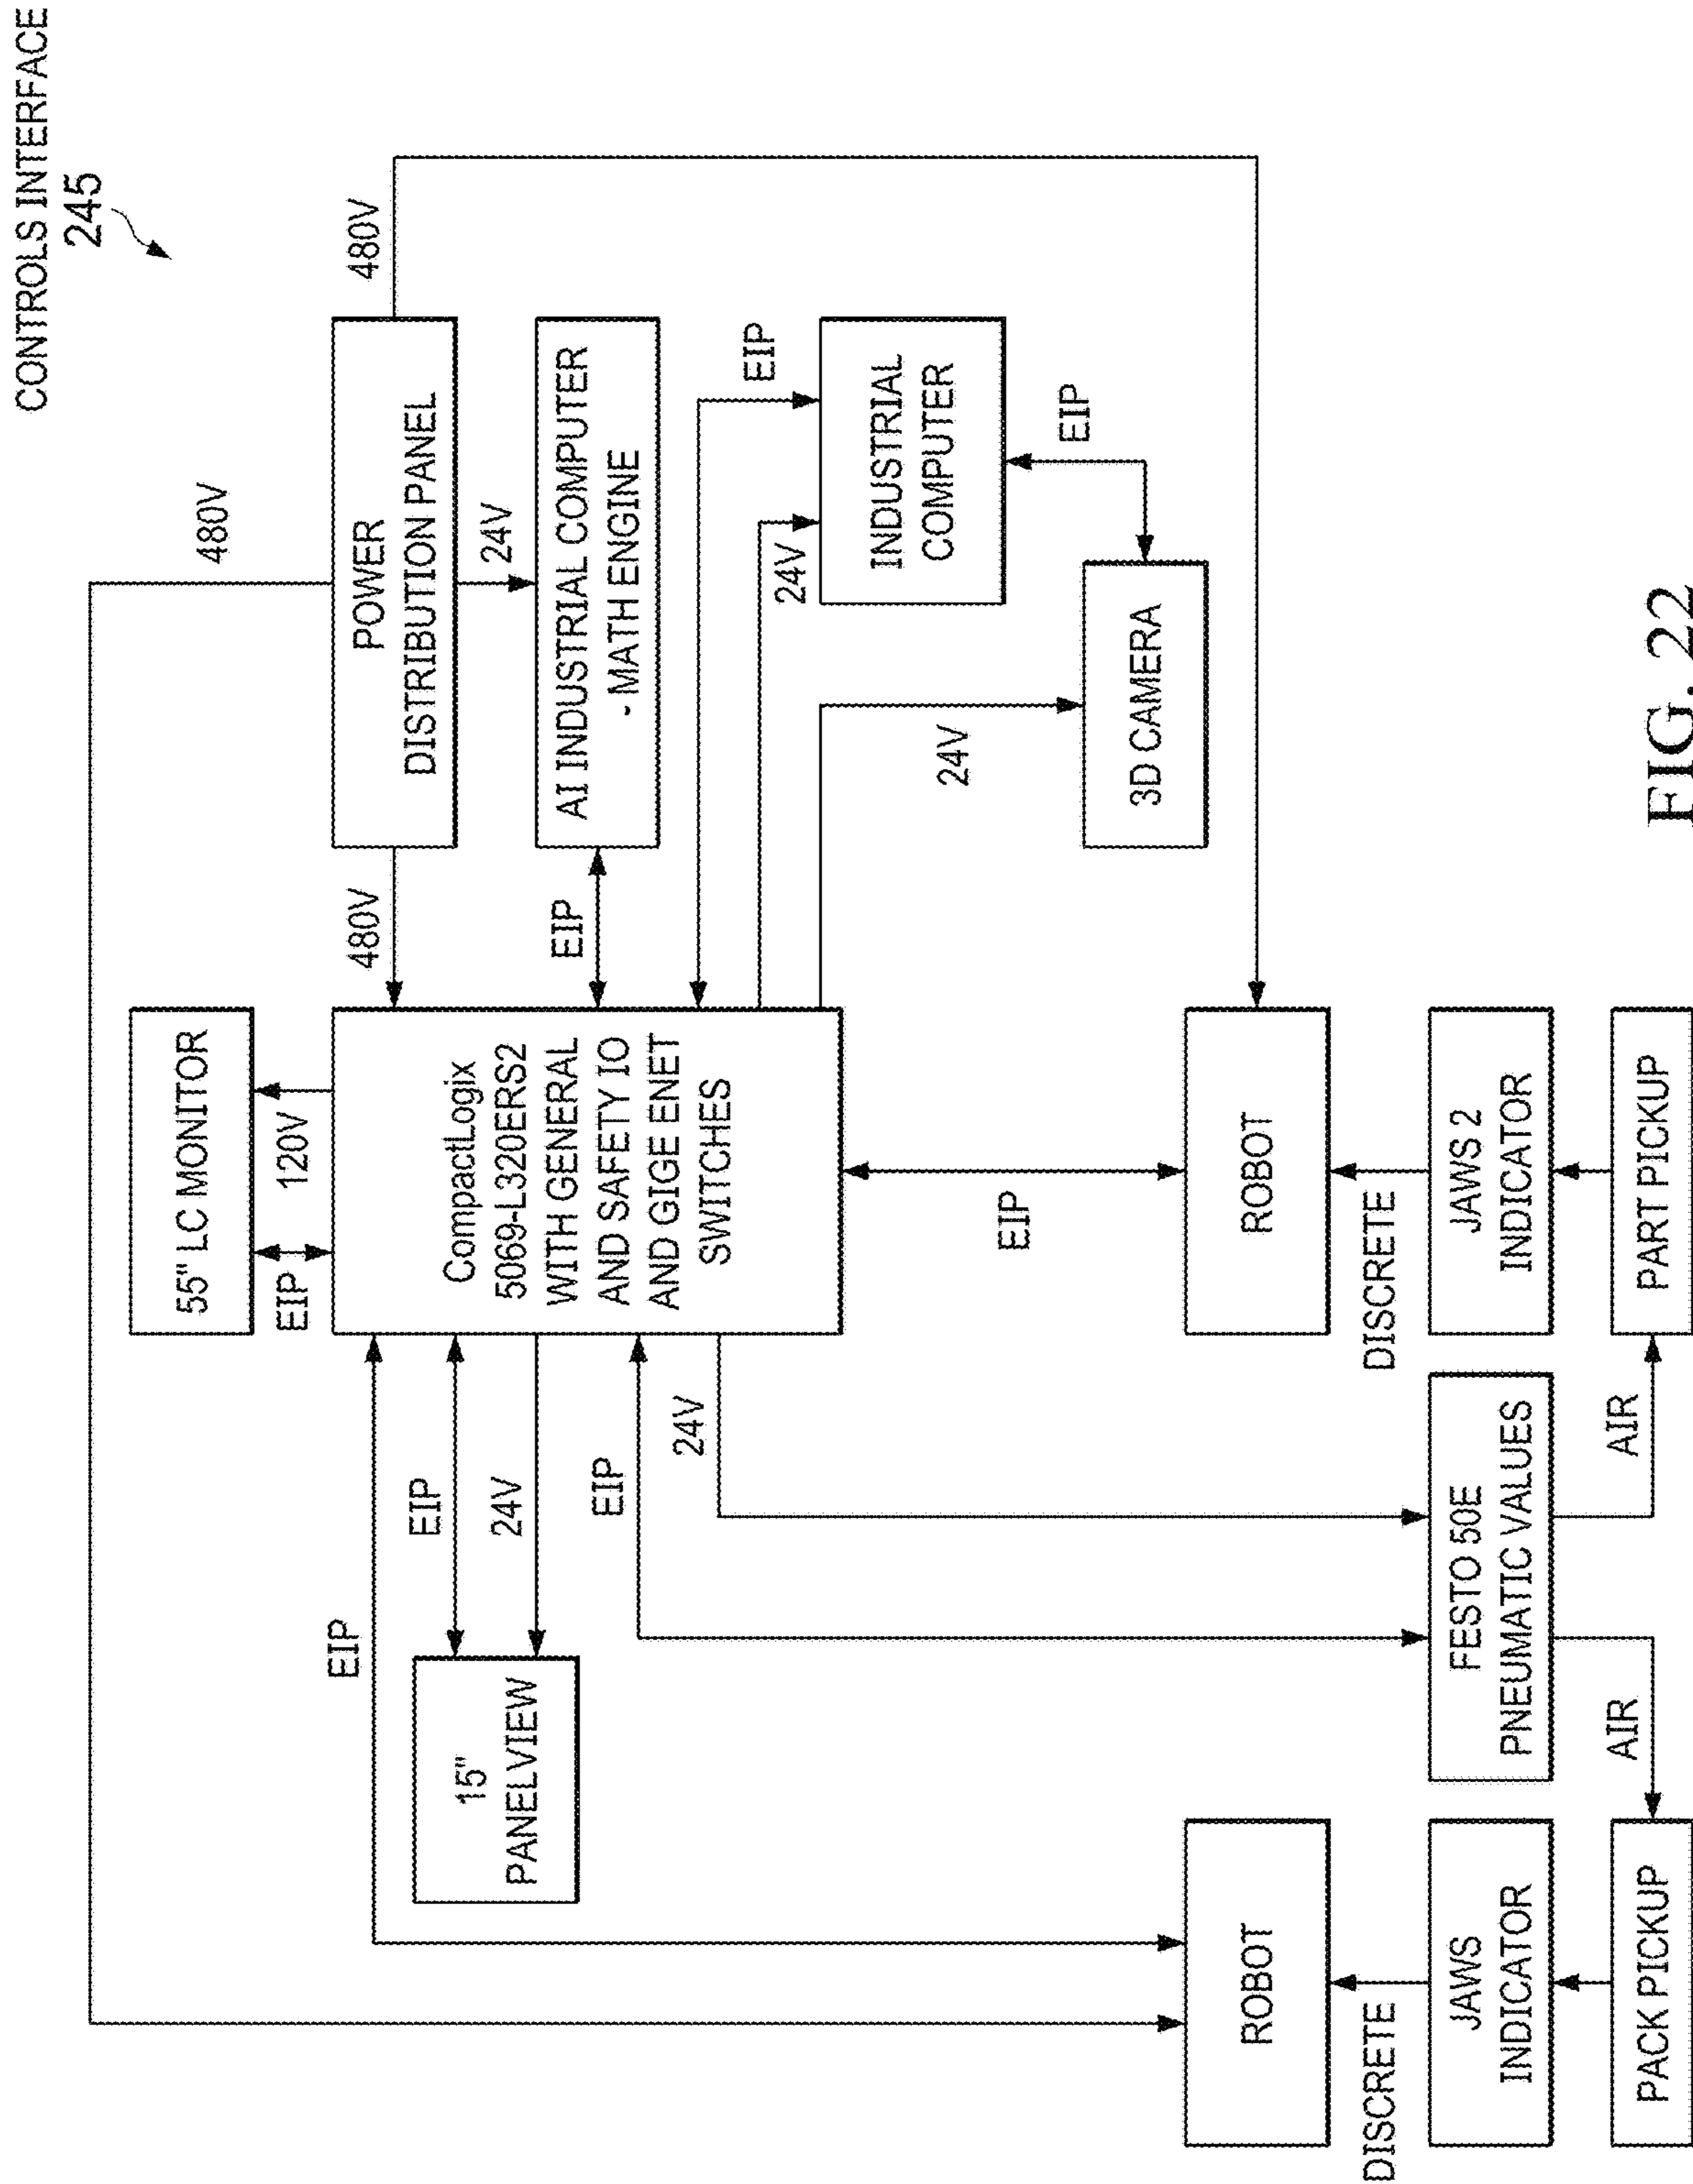 CONTROLS INTERFACE
245
480V
55" LC MONITOR
EIP
120V
480V
POWER
DISTRIBUTION PANEL
480V
24V
EIP
EIP
24V
15"
PANELVIEW
CompactLogix
5069-L320ERS2
WITH GENERAL
AND SAFETY IO
AND GIGE ENET
SWITCHES
EIP
AI INDUSTRIAL COMPUTER
- MATH ENGINE
EIP
24V
EIP
24V
INDUSTRIAL
COMPUTER
24V
EIP
3D CAMERA
EIP
ROBOT
ROBOT
DISCRETE
DISCRETE
JAWS
INDICATOR
FESTO 50E
PNEUMATIC VALUES
JAWS 2
INDICATOR
AIR
AIR
PACK PICKUP
PART PICKUP
FIG. 22